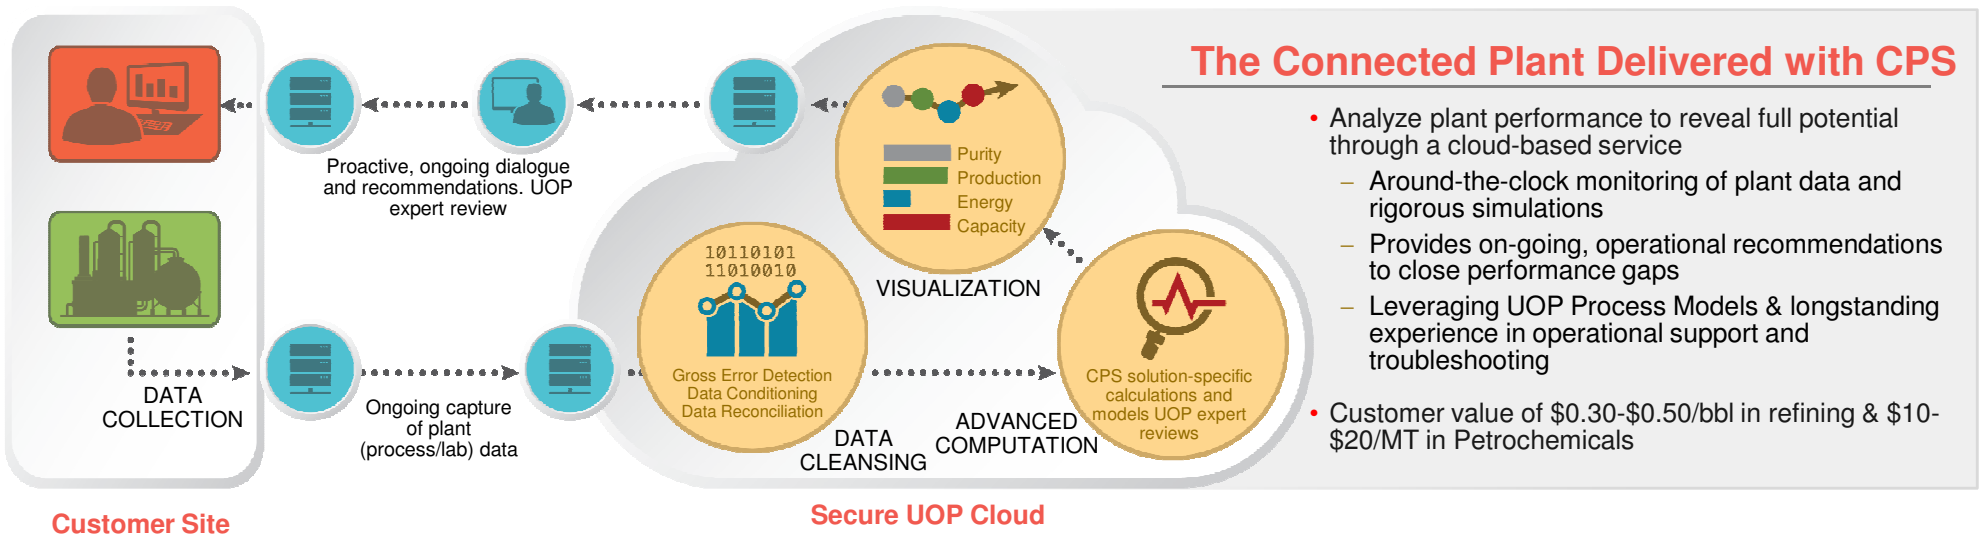 The Connected Plant Delivered with CPS
Proactive, ongoing dialogue
and recommendations. UOP
expert review
Purity
Production
Energy
Capacity
VISUALIZATION
10110101
11010010
Gross Error Detection
Data Conditioning
Data Reconciliation
DATA
CLEANSING
CPS solution-specific
calculations and
models UOP expert
reviews
ADVANCED
COMPUTATION
DATA
COLLECTION
Ongoing capture
of plant
(process/lab) data
Customer Site
Secure UOP Cloud
• Analyze plant performance to reveal full potential
through a cloud-based service
– Around-the-clock monitoring of plant data and
rigorous simulations
– Provides on-going, operational recommendations
to close performance gaps
– Leveraging UOP Process Models & longstanding
experience in operational support and
troubleshooting
• Customer value of $0.30-$0.50/bbl in refining & $10-
$20/MT in Petrochemicals